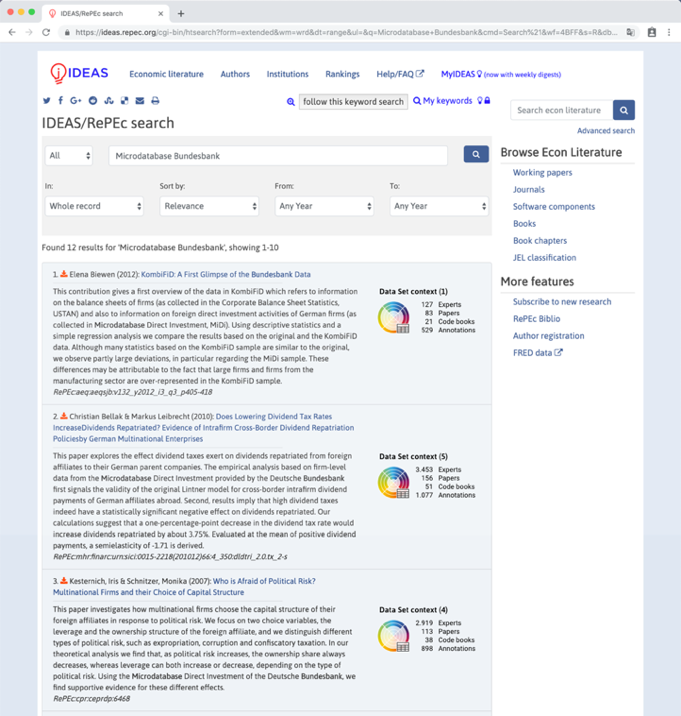 IDEAS/RePEc search
https://ideas.repec.org/cgi-bin/htsearch?form=extended&wm=wrd&dt=range&ul=&q=Microdatabase+Bundesbank&cmd=Search%21&wf=4BFF&s=R&db...
IDEAS
Economic literature Authors Institutions Rankings Help/FAQ MyIDEAS (now with weekly digests)
follow this keyword search My keywords
Search econ literature
Advanced search
IDEAS/RePEc search
All Microdatabase Bundesbank
In: Sort by: From: To:
Whole record Relevance Any Year Any Year
Found 12 results for 'Microdatabase Bundesbank', showing 1-10
Browse Econ Literature
Working papers
Journals
Software components
Books
Book chapters
JEL classification
More features
Subscribe to new research
RePEc Biblio
Author registration
FRED data
1. Elena Biewen (2012): KombiFiD: A First Glimpse of the Bundesbank Data
This contribution gives a first overview of the data in KombiFiD which refers to information
on the balance sheets of firms (as collected in the Corporate Balance Sheet Statistics,
USTAN) and also to information on foreign direct investment activities of German firms (as
collected in Microdatabase Direct Investment, MiDi). Using descriptive statistics and a
simple regression analysis we compare the results based on the original and the KombiFiD
data. Although many statistics based on the KombiFiD sample are similar to the original,
we observe partly large deviations, in particular regarding the MiDi sample. These
differences may be attributable to the fact that large firms and firms from the
manufacturing sector are over-represented in the KombiFiD sample.
RePEc:aeq:aeqsjb:v132_y2012_i3_q3_p405-418
Data Set context (1)
127 Experts
83 Papers
21 Code books
529 Annotations
2. Christian Bellak & Markus Leibrecht (2010): Does Lowering Dividend Tax Rates
IncreaseDividends Repatriated? Evidence of Intrafirm Cross-Border Dividend Repatriation
Policiesby German Multinational Enterprises
This paper explores the effect dividend taxes exert on dividends repatriated from foreign
affiliates to their German parent companies. The empirical analysis based on firm-level
data from the Microdatabase Direct Investment provided by the Deutsche Bundesbank
first signals the validity of the original Lintner model for cross-border intrafirm dividend
payments of German affiliates abroad. Second, results imply that high dividend taxes
indeed have a statistically significant negative effect on dividends repatriated. Our
calculations suggest that a one-percentage-point decrease in the dividend tax rate would
increase dividends repatriated by about 3.75%. Evaluated at the mean of positive dividend
payments, a semielasticity of -1.71 is derived.
RePEc:mhr:finarc:urn:sici:0015-2218(201012)66:4_350:dldtri_2.0.tx_2-s
Data Set context (5)
3.453 Experts
156 Papers
51 Code books
1.077 Annotations
3. Kesternich, Iris & Schnitzer, Monika (2007): Who is Afraid of Political Risk?
Multinational Firms and their Choice of Capital Structure
This paper investigates how multinational firms choose the capital structure of their
foreign affiliates in response to political risk. We focus on two choice variables, the
leverage and the ownership structure of the foreign affiliate, and we distinguish different
types of political risk, such as expropriation, corruption and confiscatory taxation. In our
theoretical analysis we find that, as political risk increases, the ownership share always
decreases, whereas leverage can both increase or decrease, depending on the type of
political risk. Using the Microdatabase Direct Investment of the Deutsche Bundesbank, we
find supportive evidence for these different effects.
RePEc:cpr:ceprdp:6468
Data Set context (4)
2.919 Experts
113 Papers
38 Code books
898 Annotations